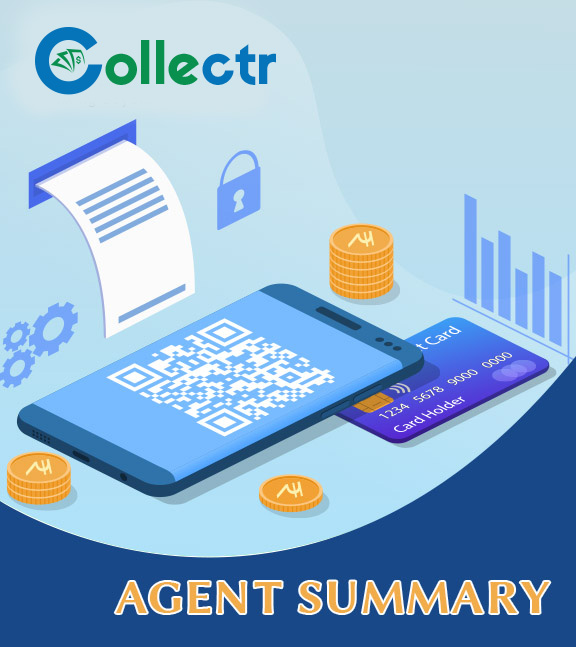 Collectr
t Card
1234 5678 9000 0000
Card Holder
AGENT SUMMARY